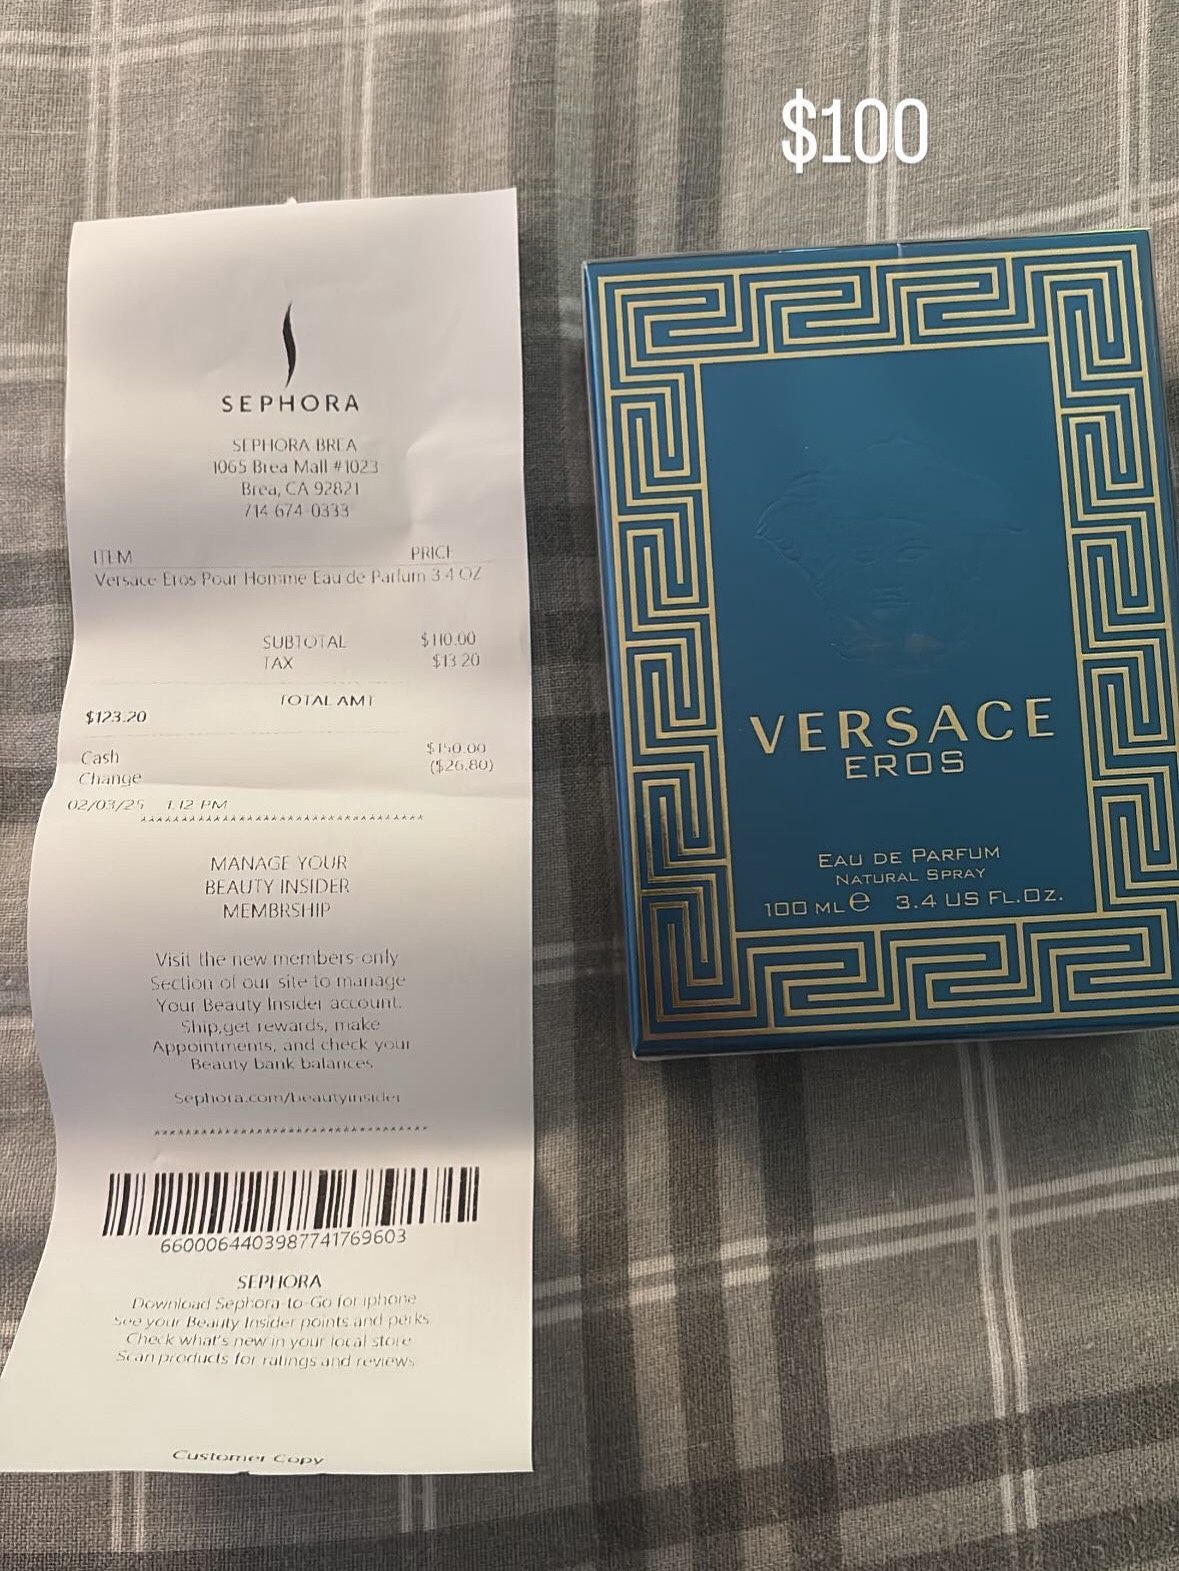 $100
SEPHORA
SEPHORA BREA
1065 Brea Mall #1023
Brea, CA 92821
714 674-0333
ITEM PRICE
Versace Eros Pour Homme Eau de Parfum 3.4 OZ
SUBTOTAL $110.00
TAX $13.20
TOTAL AMT
$123.20
Cash $150.00
Change ($26.80)
02/03/25 1:12 PM
***********************************
MANAGE YOUR
BEAUTY INSIDER
MEMBRSHIP
Visit the new members-only
Section of our site to manage
Your Beauty Insider account.
Ship,get rewards, make
Appointments, and check your
Beauty bank balances
Sephora.com/beautyinsider
***********************************
6600064403987741769603
SEPHORA
Download Sephora-to-Go for iphone
See your Beauty Insider points and perks
Check what's new in your local store
Scan products for ratings and reviews
Customer Copy
VERSACE
EROS
EAU DE PARFUM
NATURAL SPRAY
100 ML e 3.4 US FL.OZ.